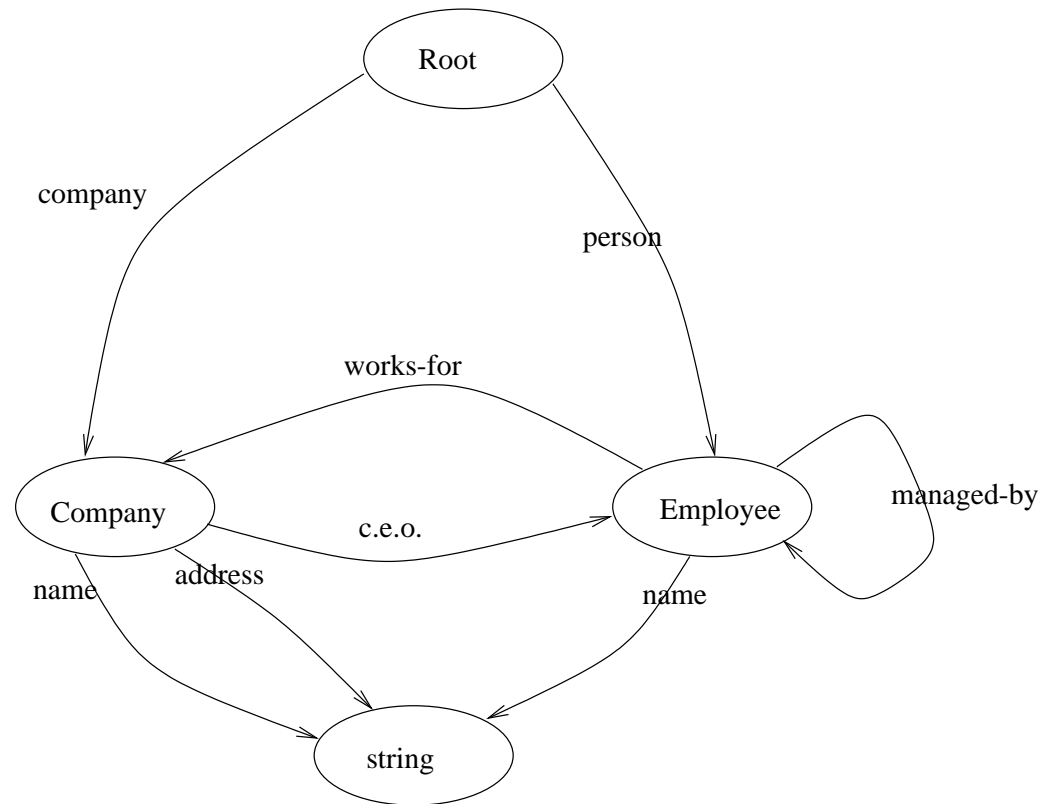 Root
company
person
works-for
managed-by
Company
Employee
c.e.o.
address
name
name
string